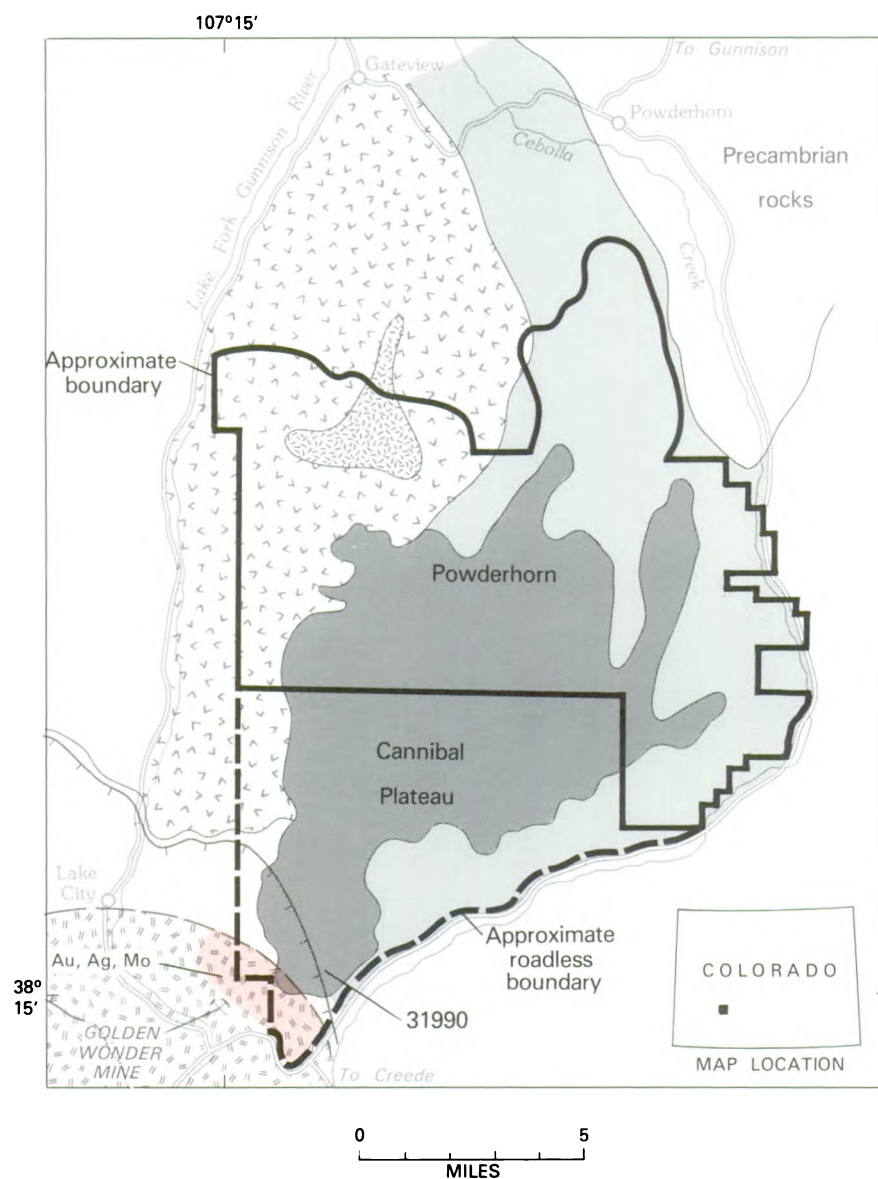 107°15′
To Gunnison
Gateview
Powderhorn
Cebolla
Creek
Precambrian
rocks
Lake Fork Gunnison River
Approximate
boundary
Powderhorn
Cannibal
Plateau
Lake
City
Approximate
roadless
boundary
COLORADO
MAP LOCATION
Au, Ag, Mo
38°
15′
31990
GOLDEN
WONDER
MINE
To Creede
0 5
MILES